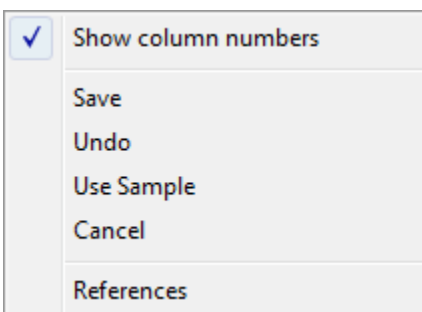 Show column numbers
Save
Undo
Use Sample
Cancel
References